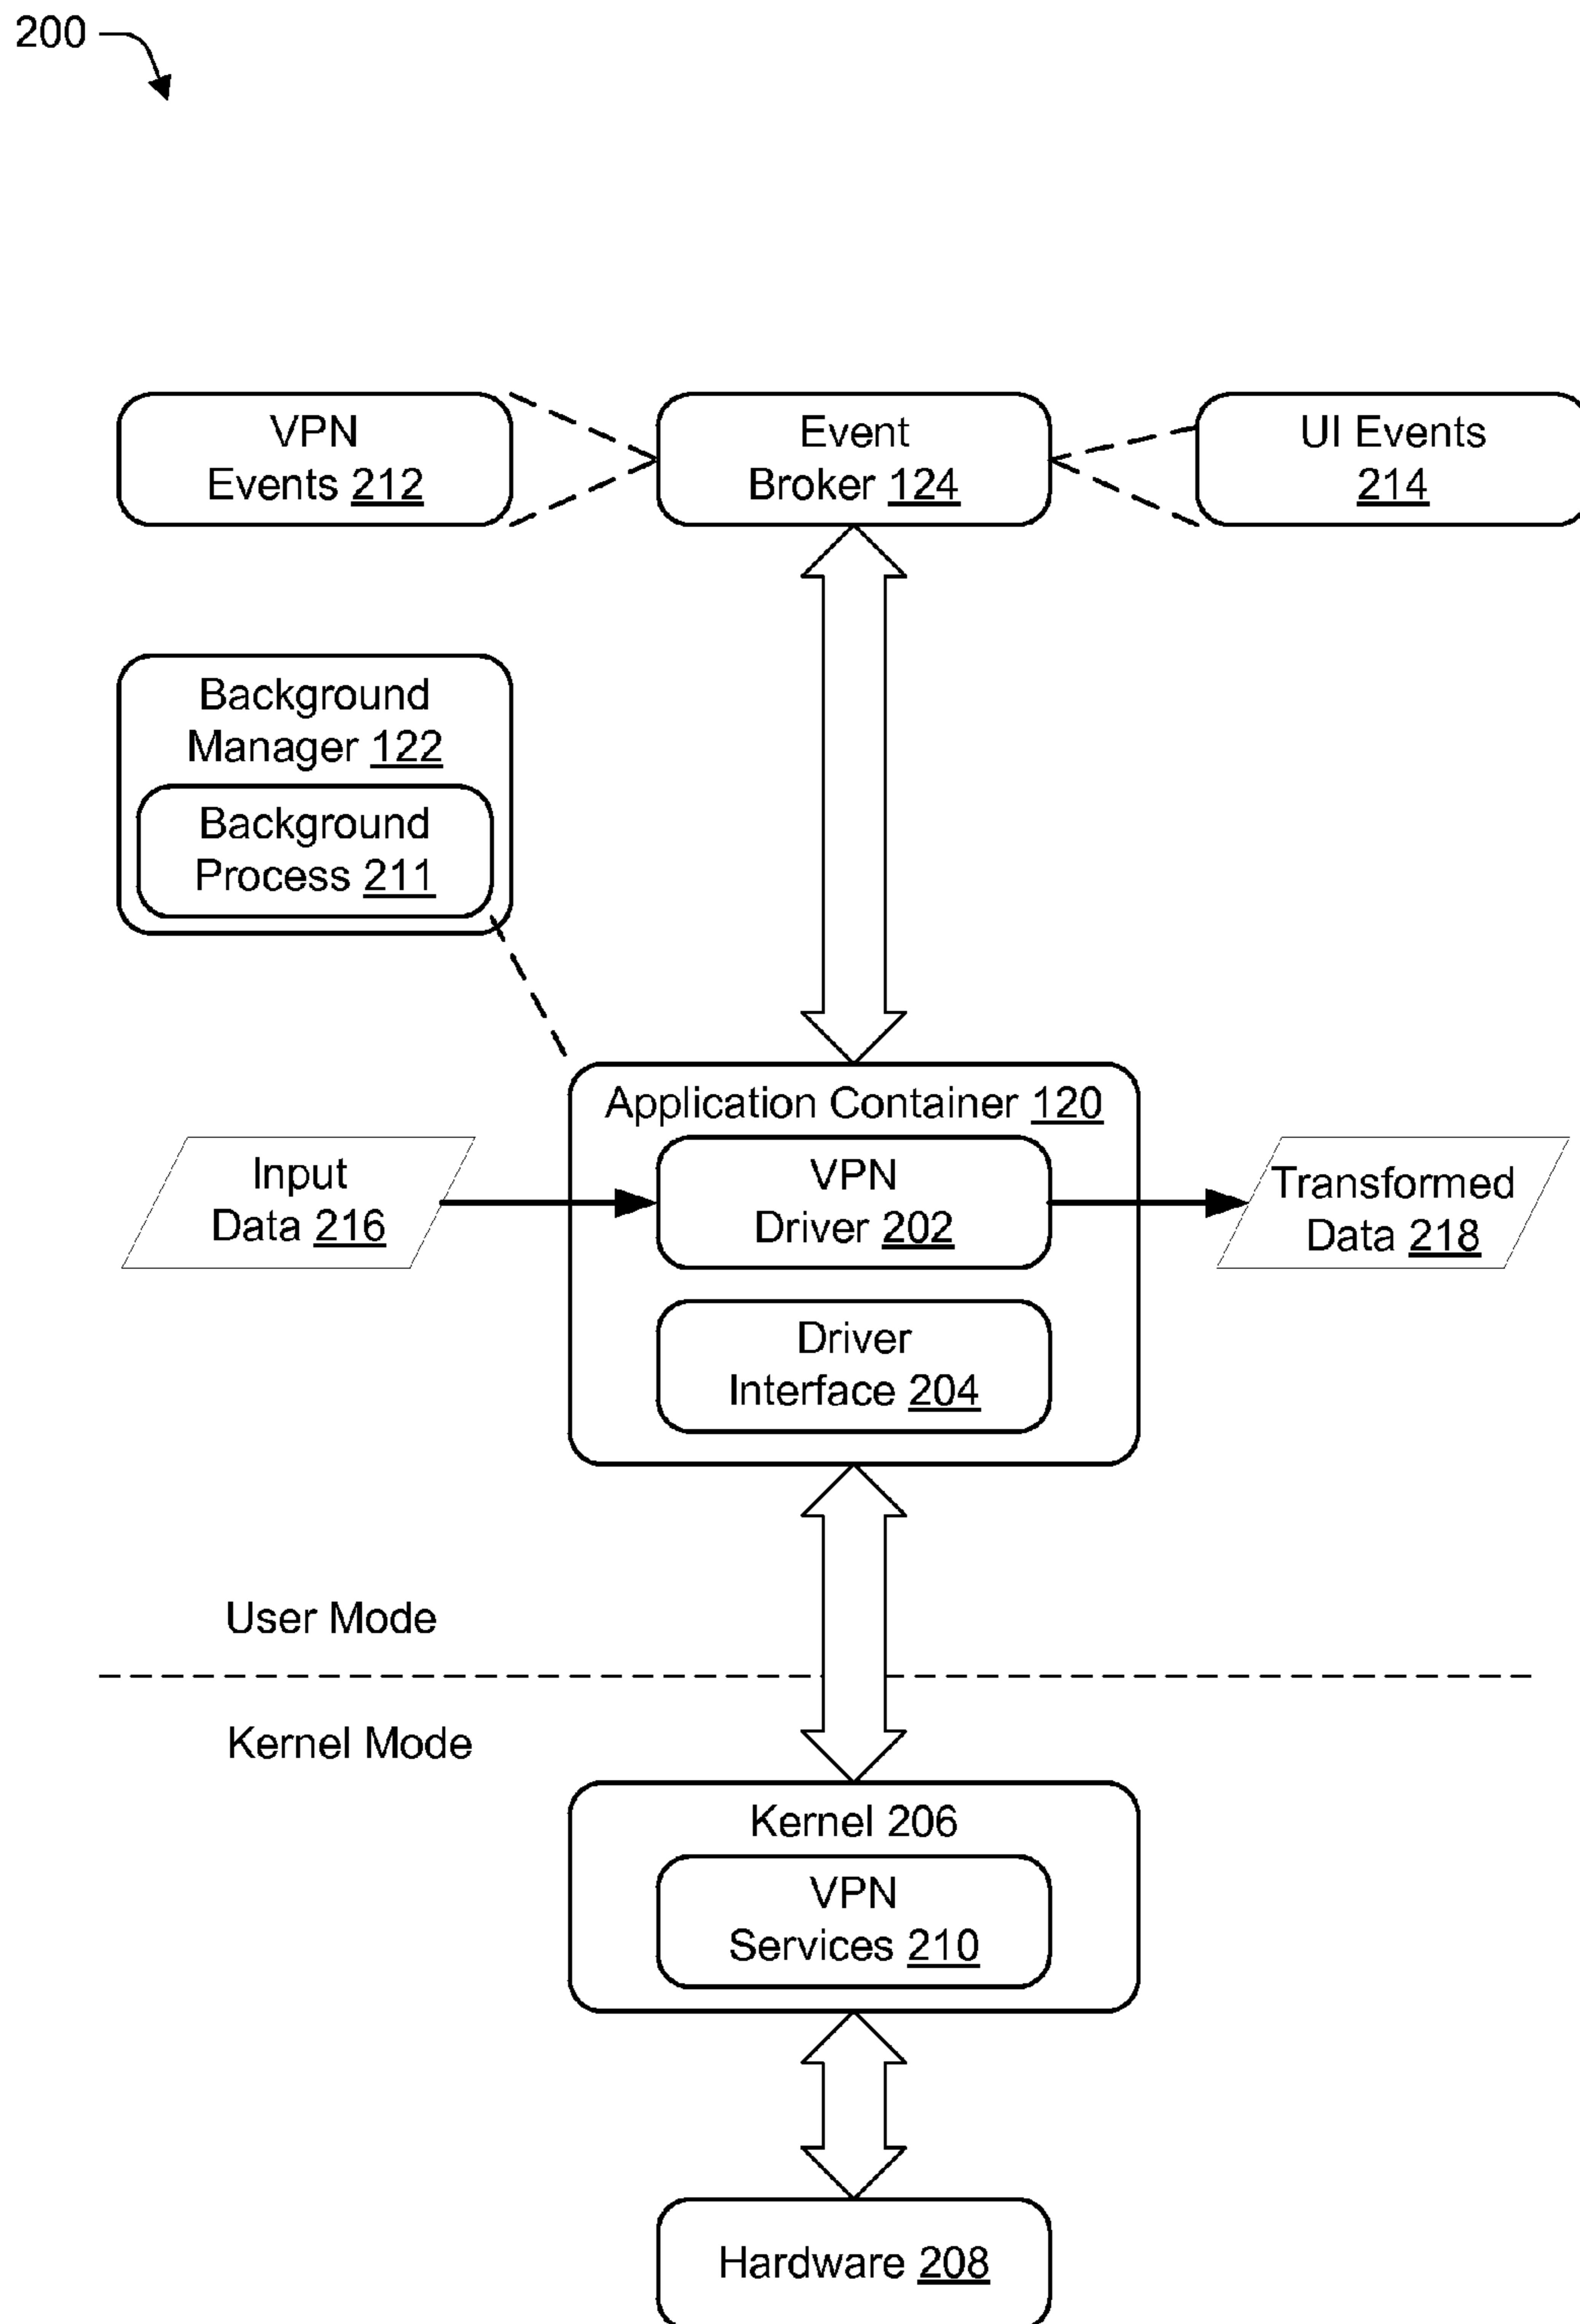 200
VPN
Events 212
Event
Broker 124
UI Events
214
Background
Manager 122
Background
Process 211
Application Container 120
Input
Data 216
VPN
Driver 202
Transformed
Data 218
Driver
Interface 204
User Mode
Kernel Mode
Kernel 206
VPN
Services 210
Hardware 208